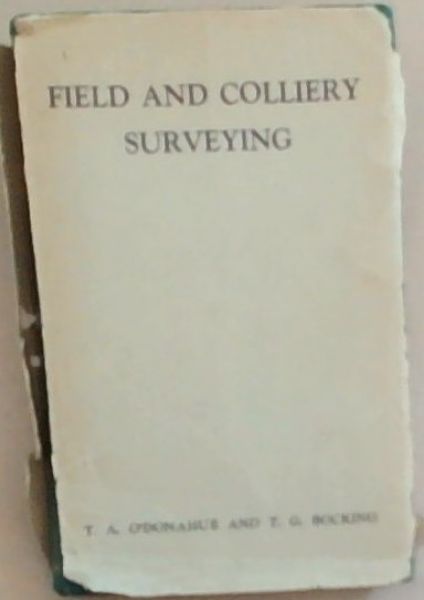 FIELD AND COLLIERY
SURVEYING
T. A. O'DONAHUE AND T. G. BOCKING